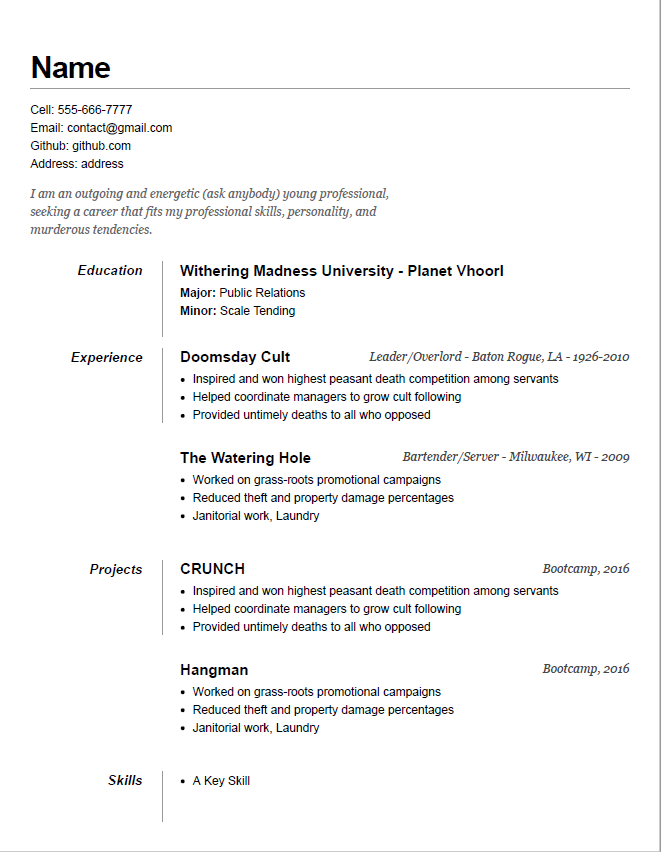 Name
Cell: 555-666-7777
Email: contact@gmail.com
Github: github.com
Address: address
I am an outgoing and energetic (ask anybody) young professional,
seeking a career that fits my professional skills, personality, and
murderous tendencies.
Education
Withering Madness University - Planet Vhoorl
Major: Public Relations
Minor: Scale Tending
Experience
Doomsday Cult
Leader/Overlord - Baton Rogue, LA - 1926-2010
• Inspired and won highest peasant death competition among servants
• Helped coordinate managers to grow cult following
• Provided untimely deaths to all who opposed
The Watering Hole
Bartender/Server - Milwaukee, WI - 2009
• Worked on grass-roots promotional campaigns
• Reduced theft and property damage percentages
• Janitorial work, Laundry
Projects
CRUNCH
Bootcamp, 2016
• Inspired and won highest peasant death competition among servants
• Helped coordinate managers to grow cult following
• Provided untimely deaths to all who opposed
Hangman
Bootcamp, 2016
• Worked on grass-roots promotional campaigns
• Reduced theft and property damage percentages
• Janitorial work, Laundry
Skills
• A Key Skill